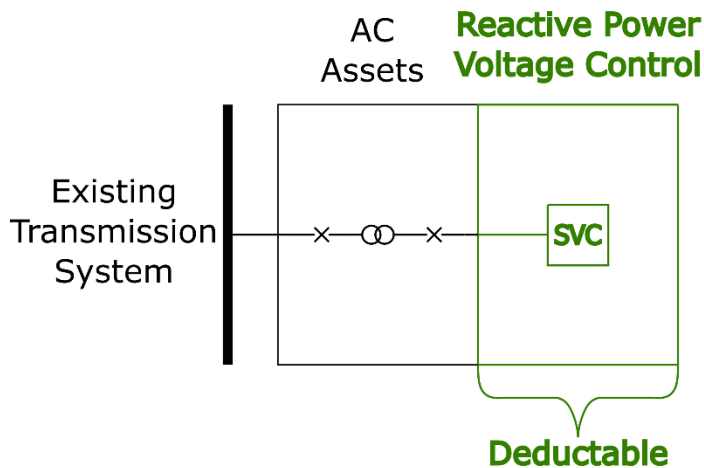 AC
Assets
Reactive Power
Voltage Control
Existing
Transmission
System
SVC
Deductable